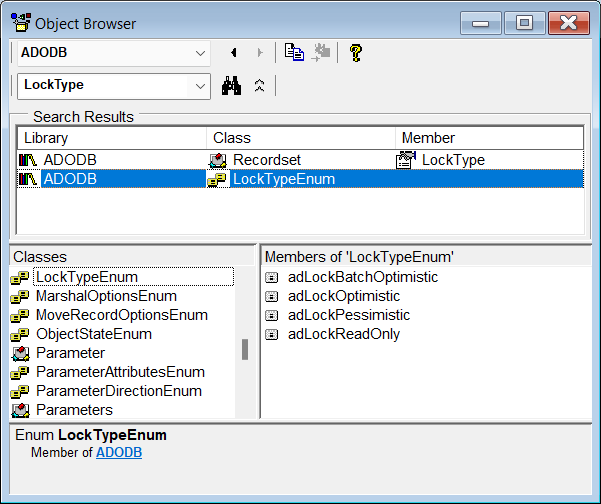 Object Browser
ADODB
LockType
Search Results
Library Class Member
ADODB Recordset LockType
ADODB LockTypeEnum
Classes
LockTypeEnum
MarshalOptionsEnum
MoveRecordOptionsEnum
ObjectStateEnum
Parameter
ParameterAttributesEnum
ParameterDirectionEnum
Parameters
Members of 'LockTypeEnum'
adLockBatchOptimistic
adLockOptimistic
adLockPessimistic
adLockReadOnly
Enum LockTypeEnum
Member of ADODB